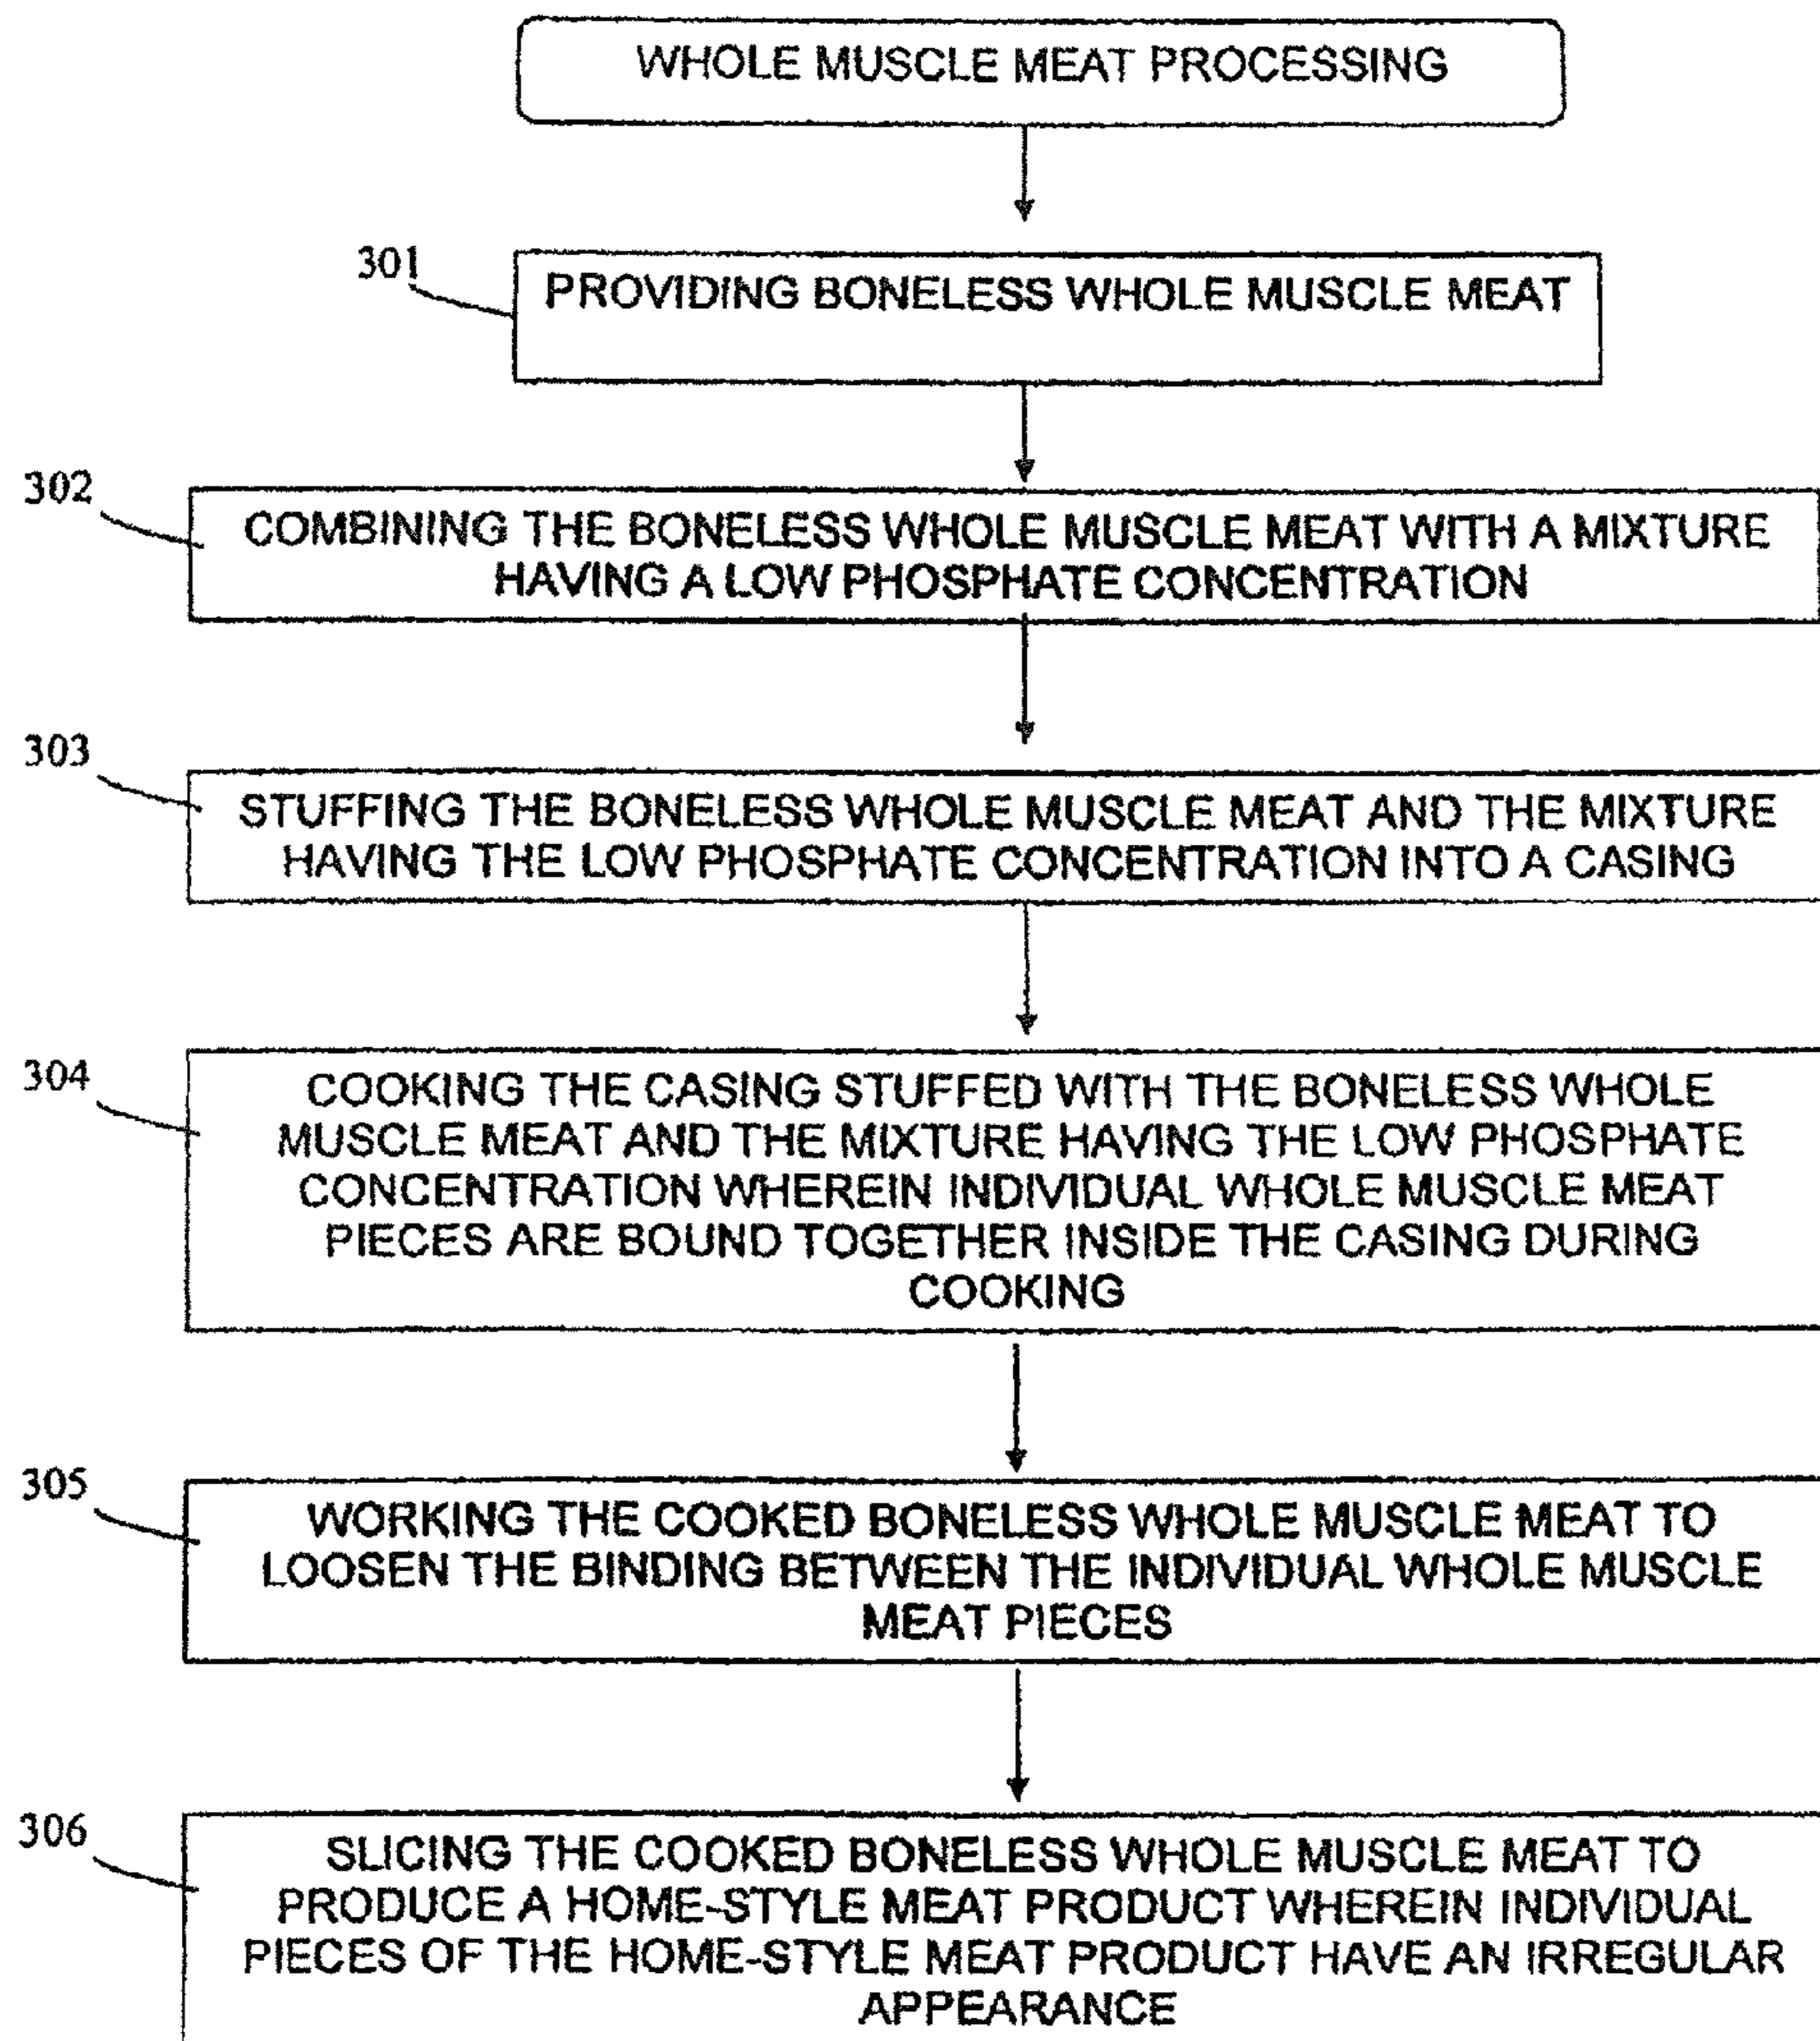 WHOLE MUSCLE MEAT PROCESSING
301
PROVIDING BONELESS WHOLE MUSCLE MEAT
302
COMBINING THE BONELESS WHOLE MUSCLE MEAT WITH A MIXTURE
HAVING A LOW PHOSPHATE CONCENTRATION
303
STUFFING THE BONELESS WHOLE MUSCLE MEAT AND THE MIXTURE
HAVING THE LOW PHOSPHATE CONCENTRATION INTO A CASING
304
COOKING THE CASING STUFFED WITH THE BONELESS WHOLE
MUSCLE MEAT AND THE MIXTURE HAVING THE LOW PHOSPHATE
CONCENTRATION WHEREIN INDIVIDUAL WHOLE MUSCLE MEAT
PIECES ARE BOUND TOGETHER INSIDE THE CASING DURING
COOKING
305
WORKING THE COOKED BONELESS WHOLE MUSCLE MEAT TO
LOOSEN THE BINDING BETWEEN THE INDIVIDUAL WHOLE MUSCLE
MEAT PIECES
306
SLICING THE COOKED BONELESS WHOLE MUSCLE MEAT TO
PRODUCE A HOME-STYLE MEAT PRODUCT WHEREIN INDIVIDUAL
PIECES OF THE HOME-STYLE MEAT PRODUCT HAVE AN IRREGULAR
APPEARANCE